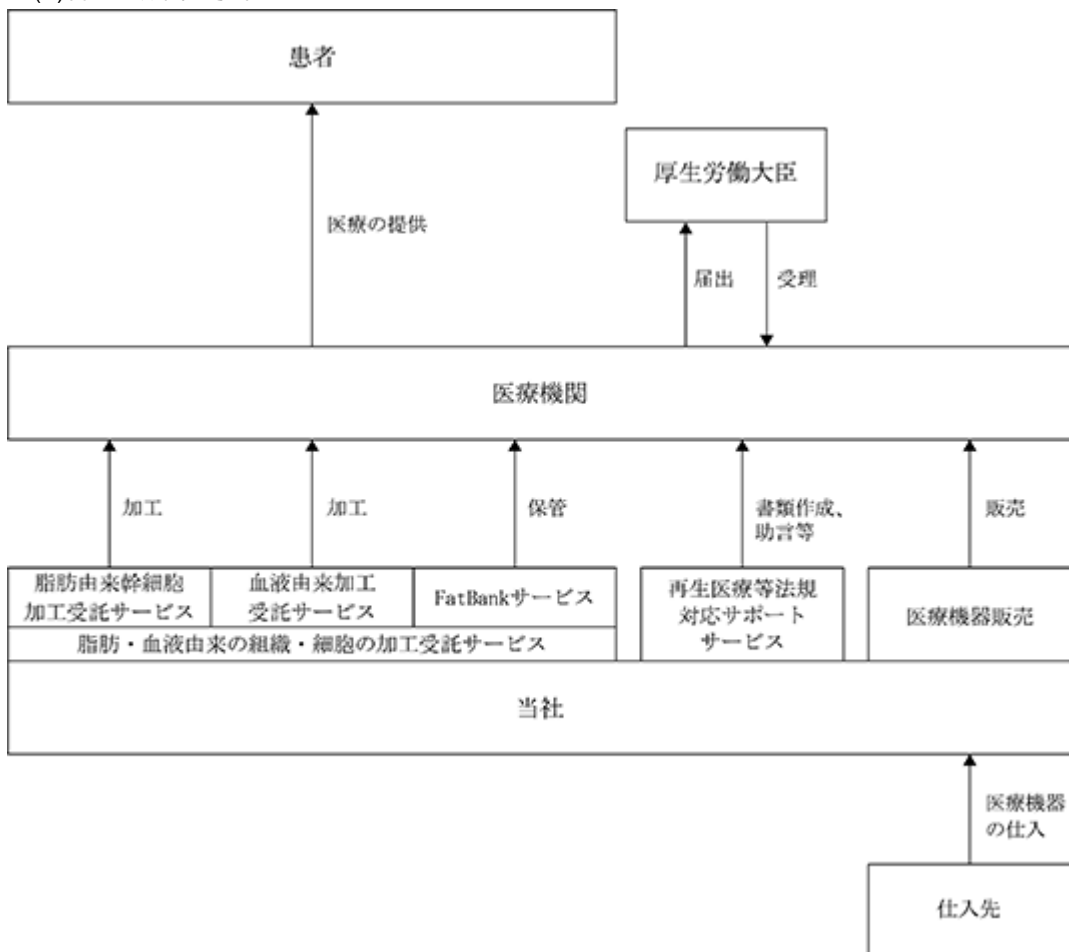 患者
厚生労働大臣
医療の提供
届出
受理
医療機関
加工
加工
保管
書類作成、
助言等
販売
脂肪由来幹細胞
加工受託サービス
血液由来加工
受託サービス
FatBankサービス
再生医療等法規
対応サポート
サービス
医療機器販売
脂肪・血液由来の組織・細胞の加工受託サービス
当社
医療機器
の仕入
仕入先